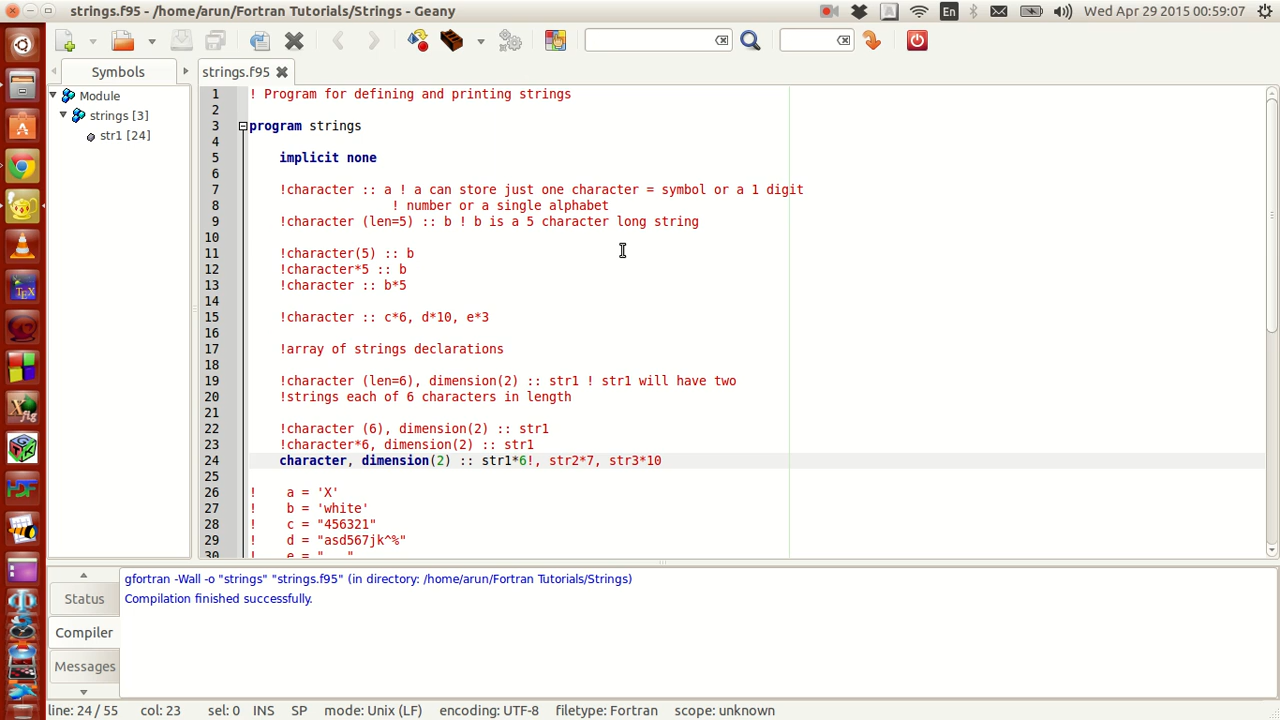 strings.f95 - /home/arun/Fortran Tutorials/Strings - Geany
En
Wed Apr 29 2015 00:59:07
Symbols
strings.f95
Module
strings [3]
str1 [24]
1 ! Program for defining and printing strings
2
3 program strings
4
5 implicit none
6
7 !character :: a ! a can store just one character = symbol or a 1 digit
8 ! number or a single alphabet
9 !character (len=5) :: b ! b is a 5 character long string
10
11 !character(5) :: b
12 !character*5 :: b
13 !character :: b*5
14
15 !character :: c*6, d*10, e*3
16
17 !array of strings declarations
18
19 !character (len=6), dimension(2) :: str1 ! str1 will have two
20 !strings each of 6 characters in length
21
22 !character (6), dimension(2) :: str1
23 !character*6, dimension(2) :: str1
24 character, dimension(2) :: str1*6!, str2*7, str3*10
25
26 ! a = 'X'
27 ! b = 'white'
28 ! c = "456321"
29 ! d = "asd567jk^%"
30 ! e = "   "
Status
Compiler
Messages
gfortran -Wall -o "strings" "strings.f95" (in directory: /home/arun/Fortran Tutorials/Strings)
Compilation finished successfully.
line: 24 / 55 col: 23 sel: 0 INS SP mode: Unix (LF) encoding: UTF-8 filetype: Fortran scope: unknown